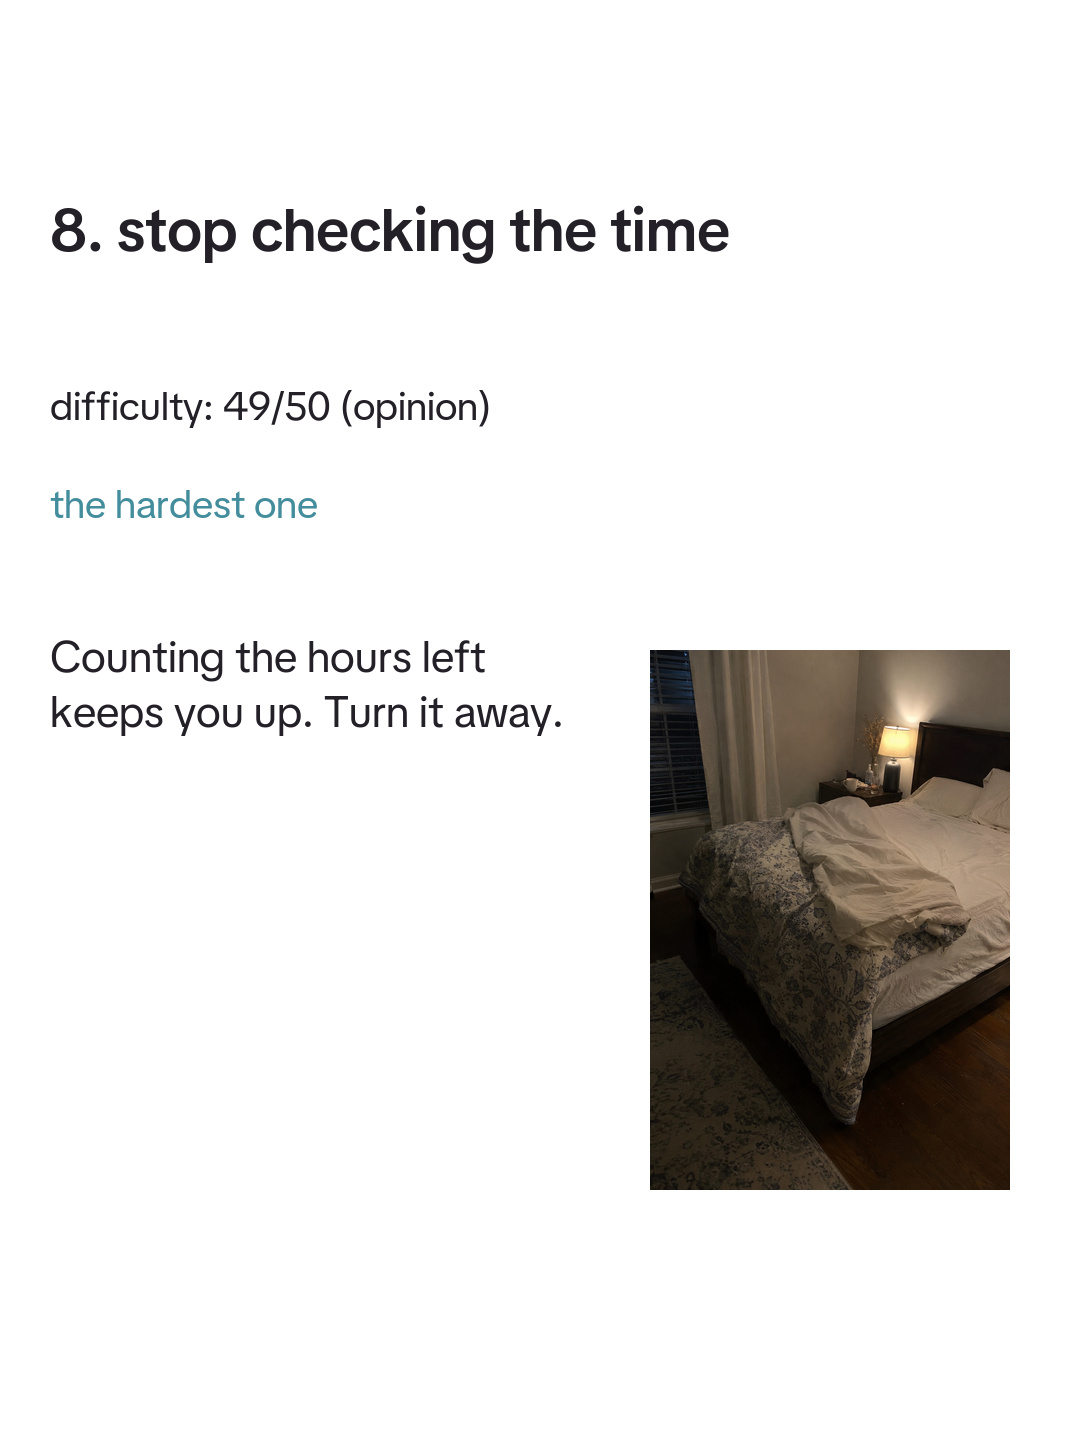 8. stop checking the time
difficulty: 49/50 (opinion)
the hardest one
Counting the hours left
keeps you up. Turn it away.